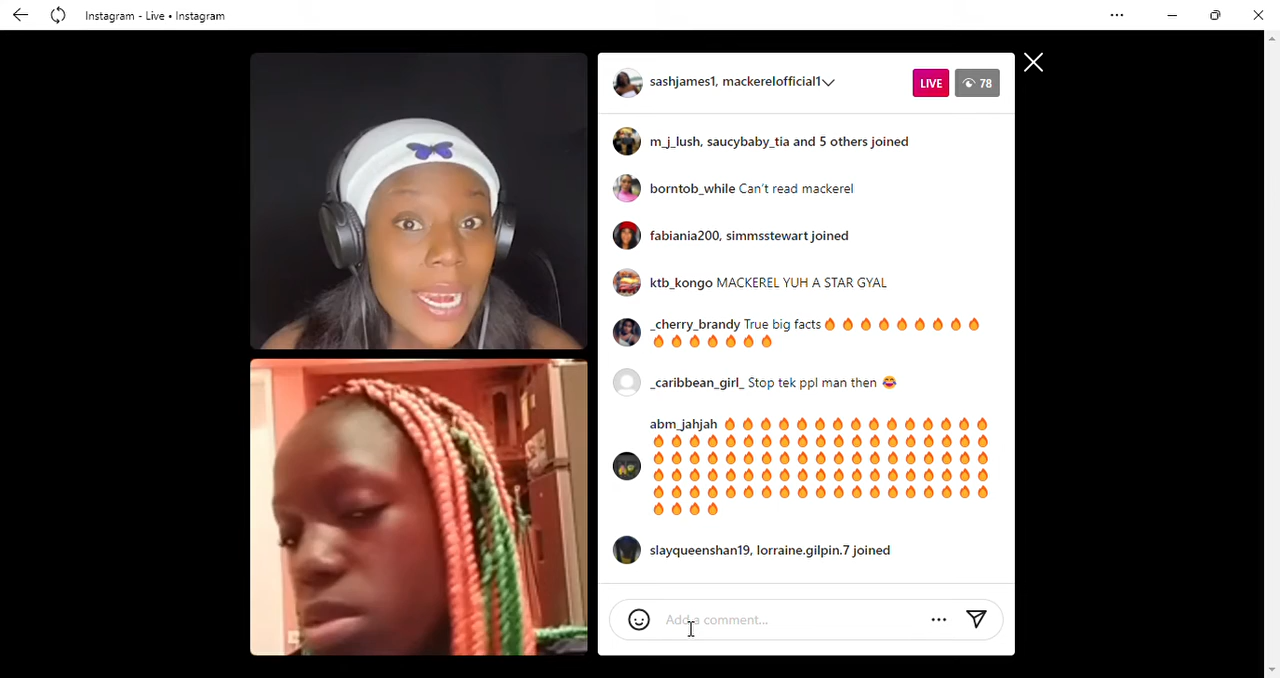 Instagram - Live • Instagram
sashjames1, mackerelofficial1
LIVE
78
m_j_lush, saucybaby_tia and 5 others joined
borntob_while Can't read mackerel
fabiania200, simmsstewart joined
ktb_kongo MACKEREL YUH A STAR GYAL
_cherry_brandy True big facts🔥🔥🔥🔥🔥🔥🔥🔥🔥
🔥🔥🔥🔥🔥🔥🔥
_caribbean_girl_ Stop tek ppl man then 😂
abm_jahjah 🔥🔥🔥🔥🔥🔥🔥🔥🔥🔥🔥🔥🔥🔥🔥
🔥🔥🔥🔥🔥🔥🔥🔥🔥🔥🔥🔥🔥🔥🔥🔥🔥🔥🔥
🔥🔥🔥🔥🔥🔥🔥🔥🔥🔥🔥🔥🔥🔥🔥🔥🔥🔥🔥
🔥🔥🔥🔥🔥🔥🔥🔥🔥🔥🔥🔥🔥🔥🔥🔥🔥🔥🔥
🔥🔥🔥🔥🔥🔥🔥🔥🔥🔥🔥🔥🔥🔥🔥🔥🔥🔥🔥
🔥🔥🔥🔥
slayqueenshan19, lorraine.gilpin.7 joined
Add a comment...